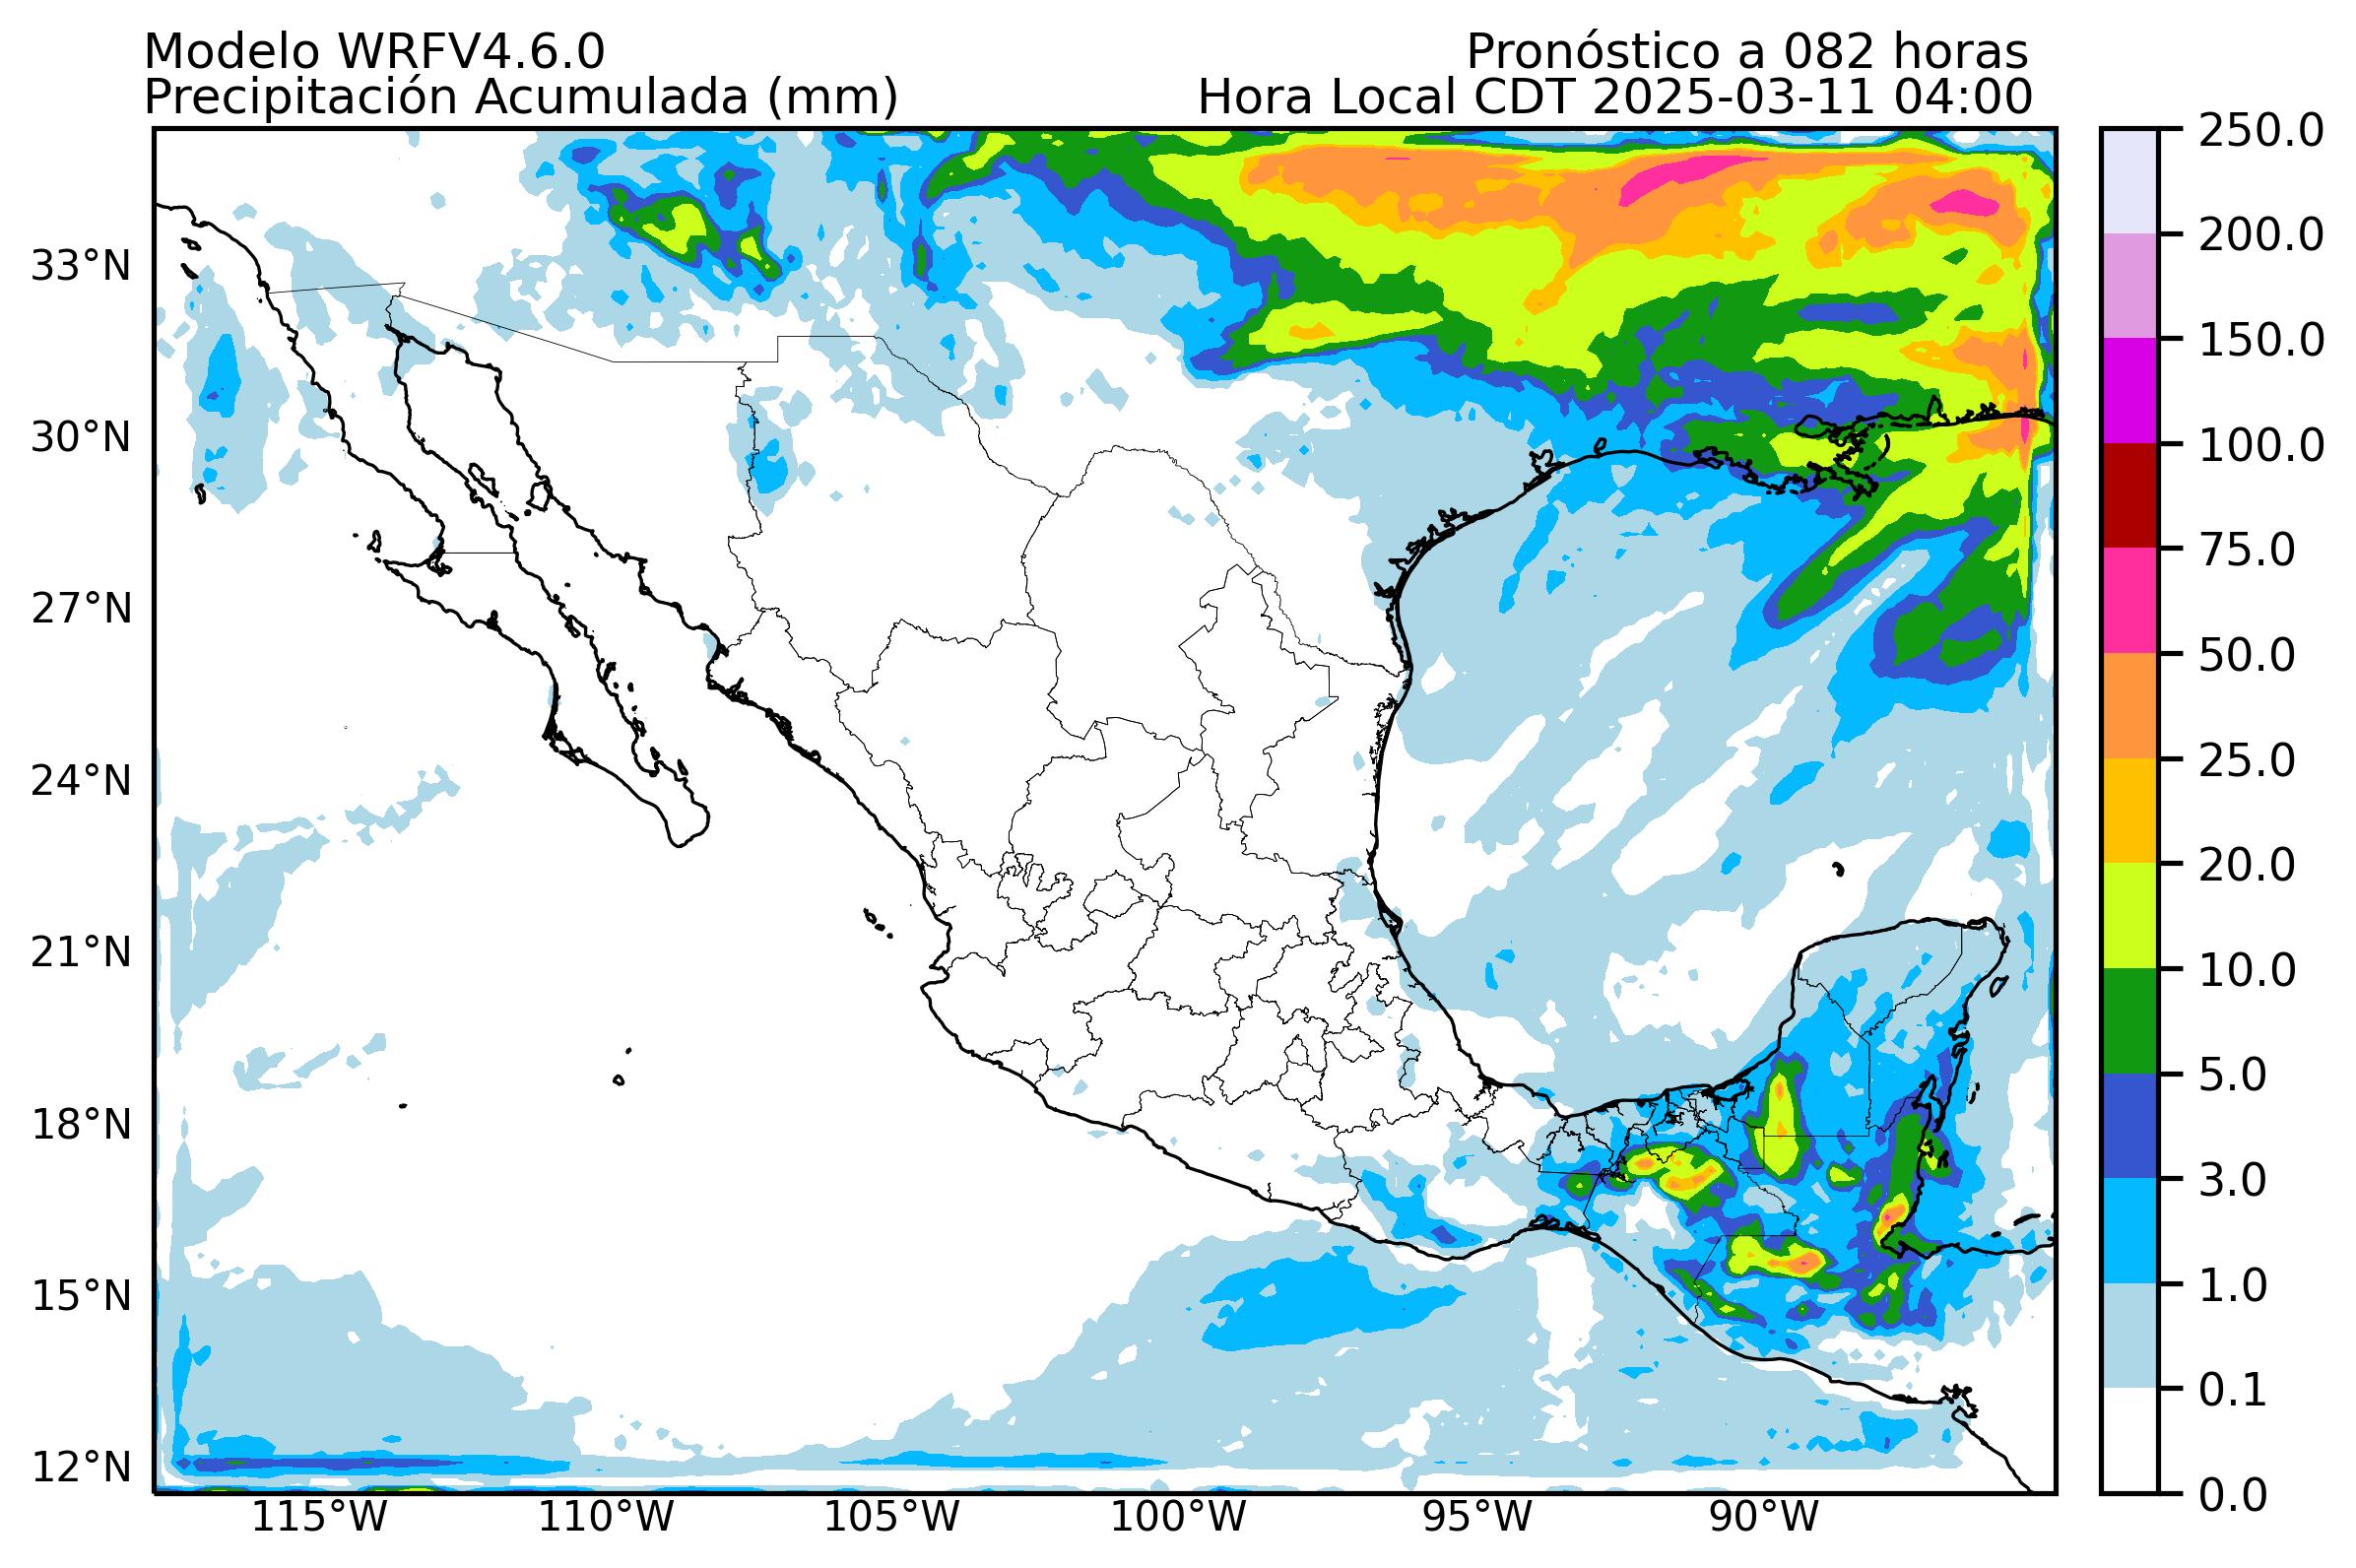 Modelo WRFV4.6.0
Pronóstico a 082 horas
Precipitación Acumulada (mm)
Hora Local CDT 2025-03-11 04:00
33°N
30°N
27°N
24°N
21°N
18°N
15°N
12°N
115°W
110°W
105°W
100°W
95°W
90°W
250.0
200.0
150.0
100.0
75.0
50.0
25.0
20.0
10.0
5.0
3.0
1.0
0.1
0.0